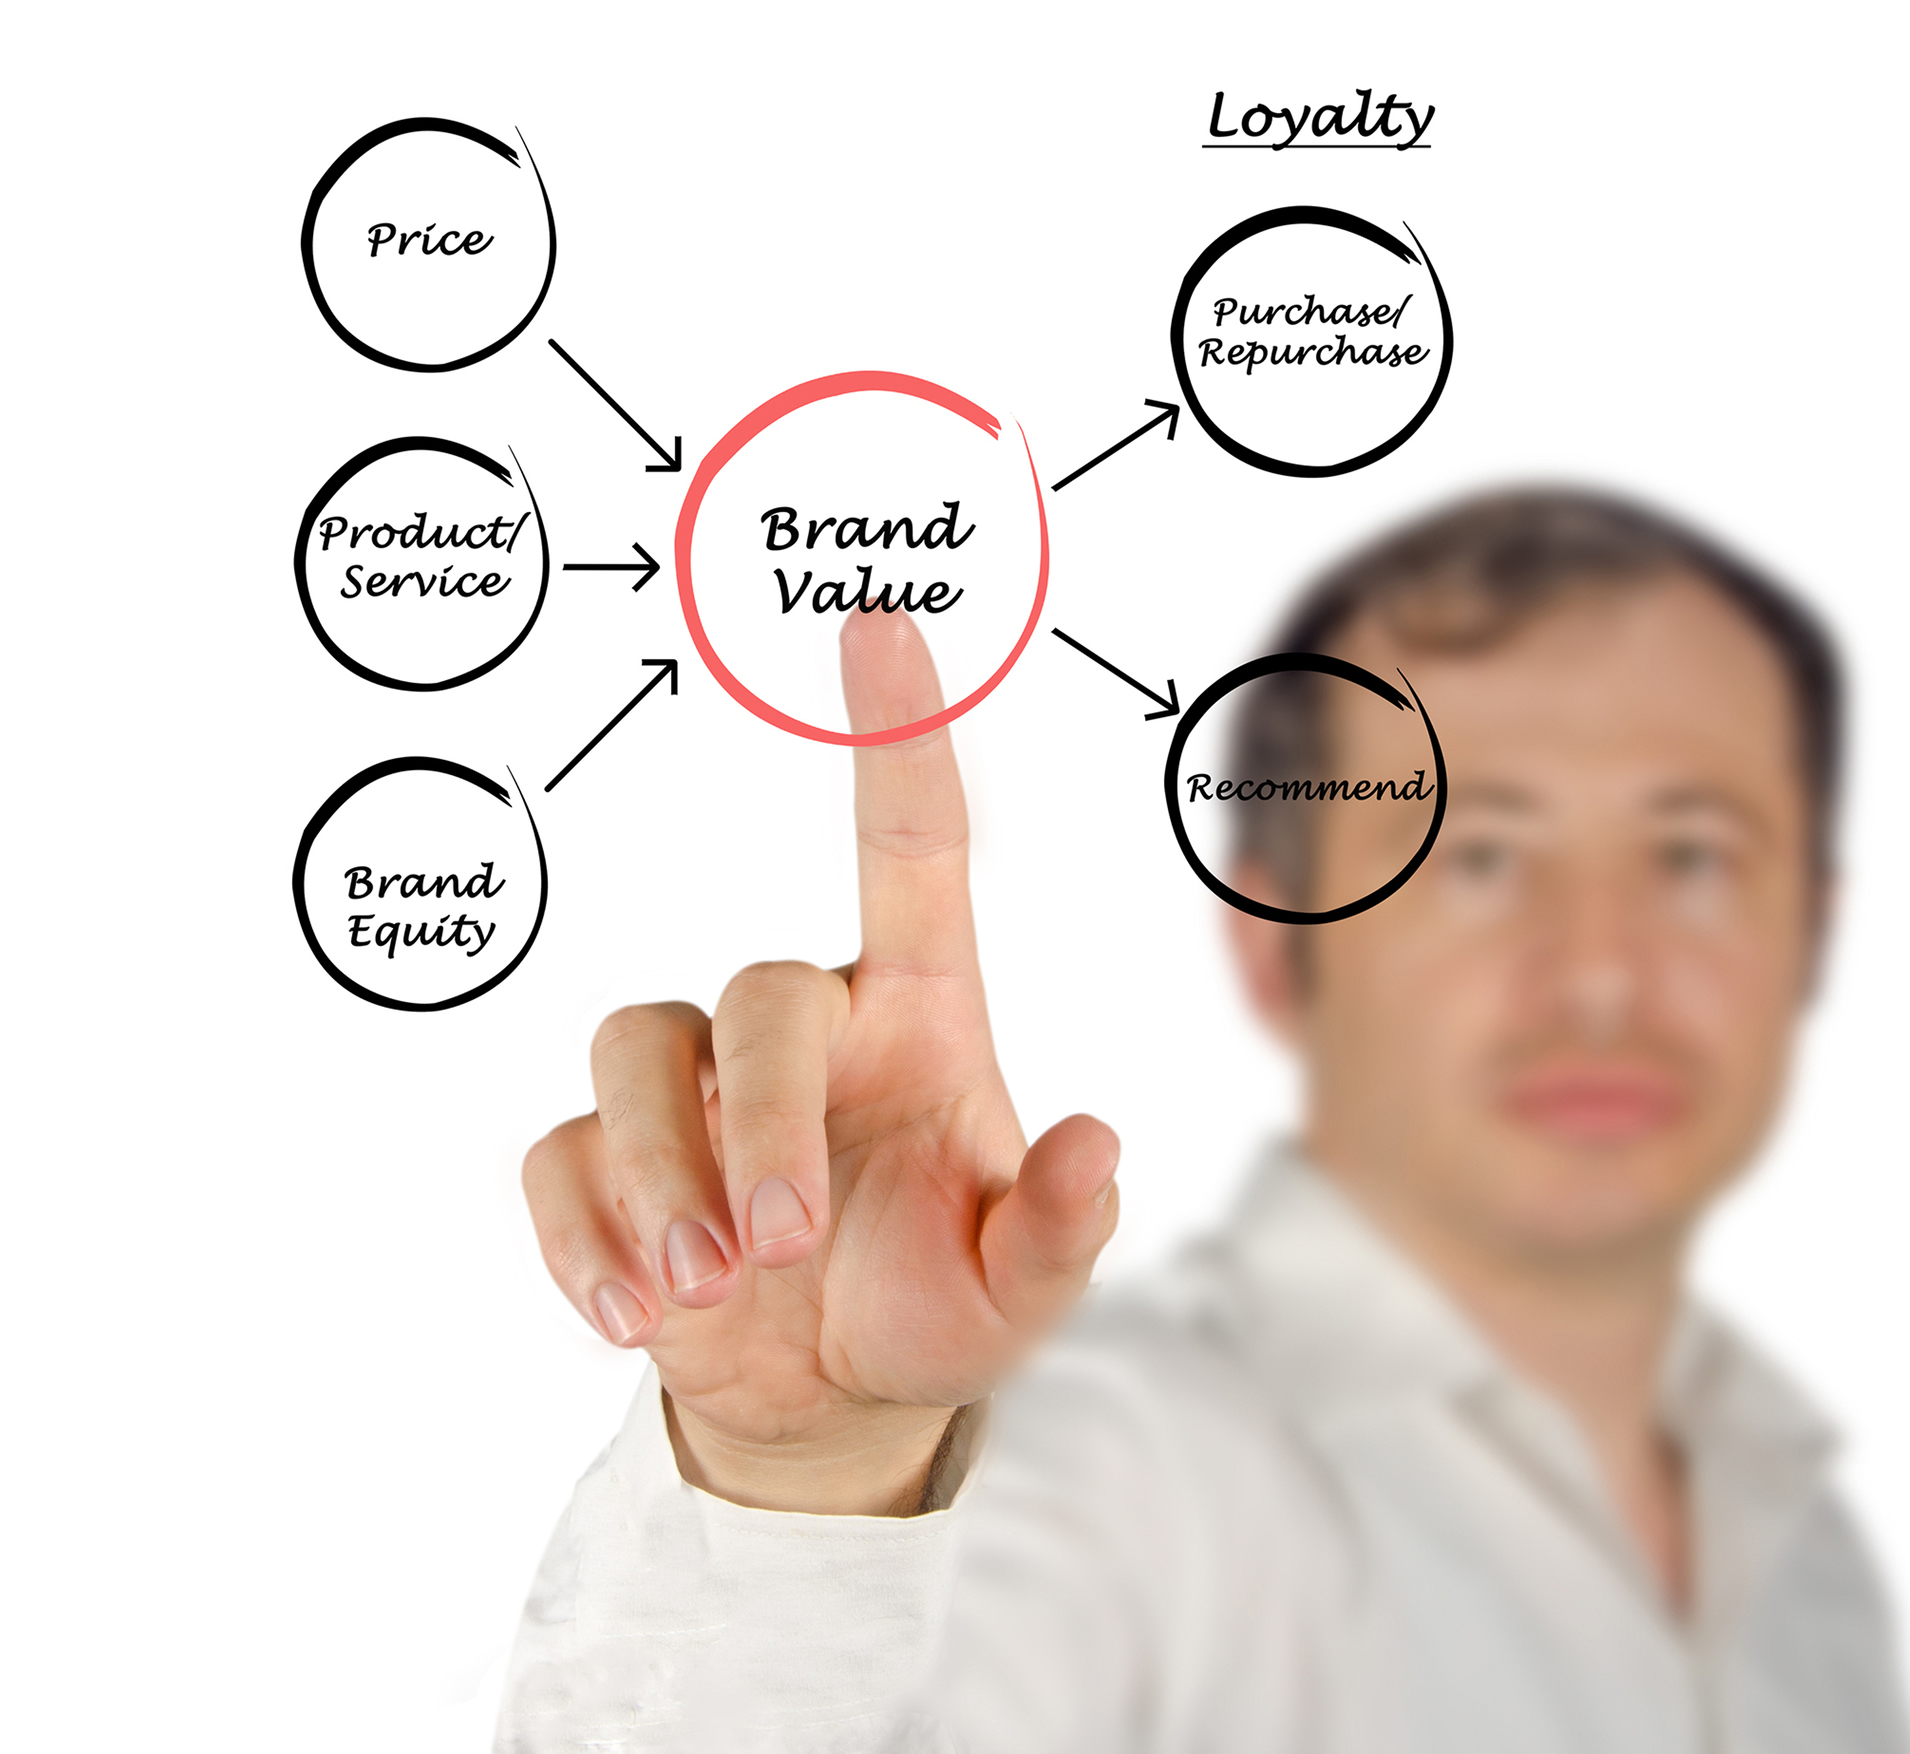 Loyalty
Price
Purchase/
Repurchase
Product/
Service
Brand
Value
Brand
Equity
Recommend